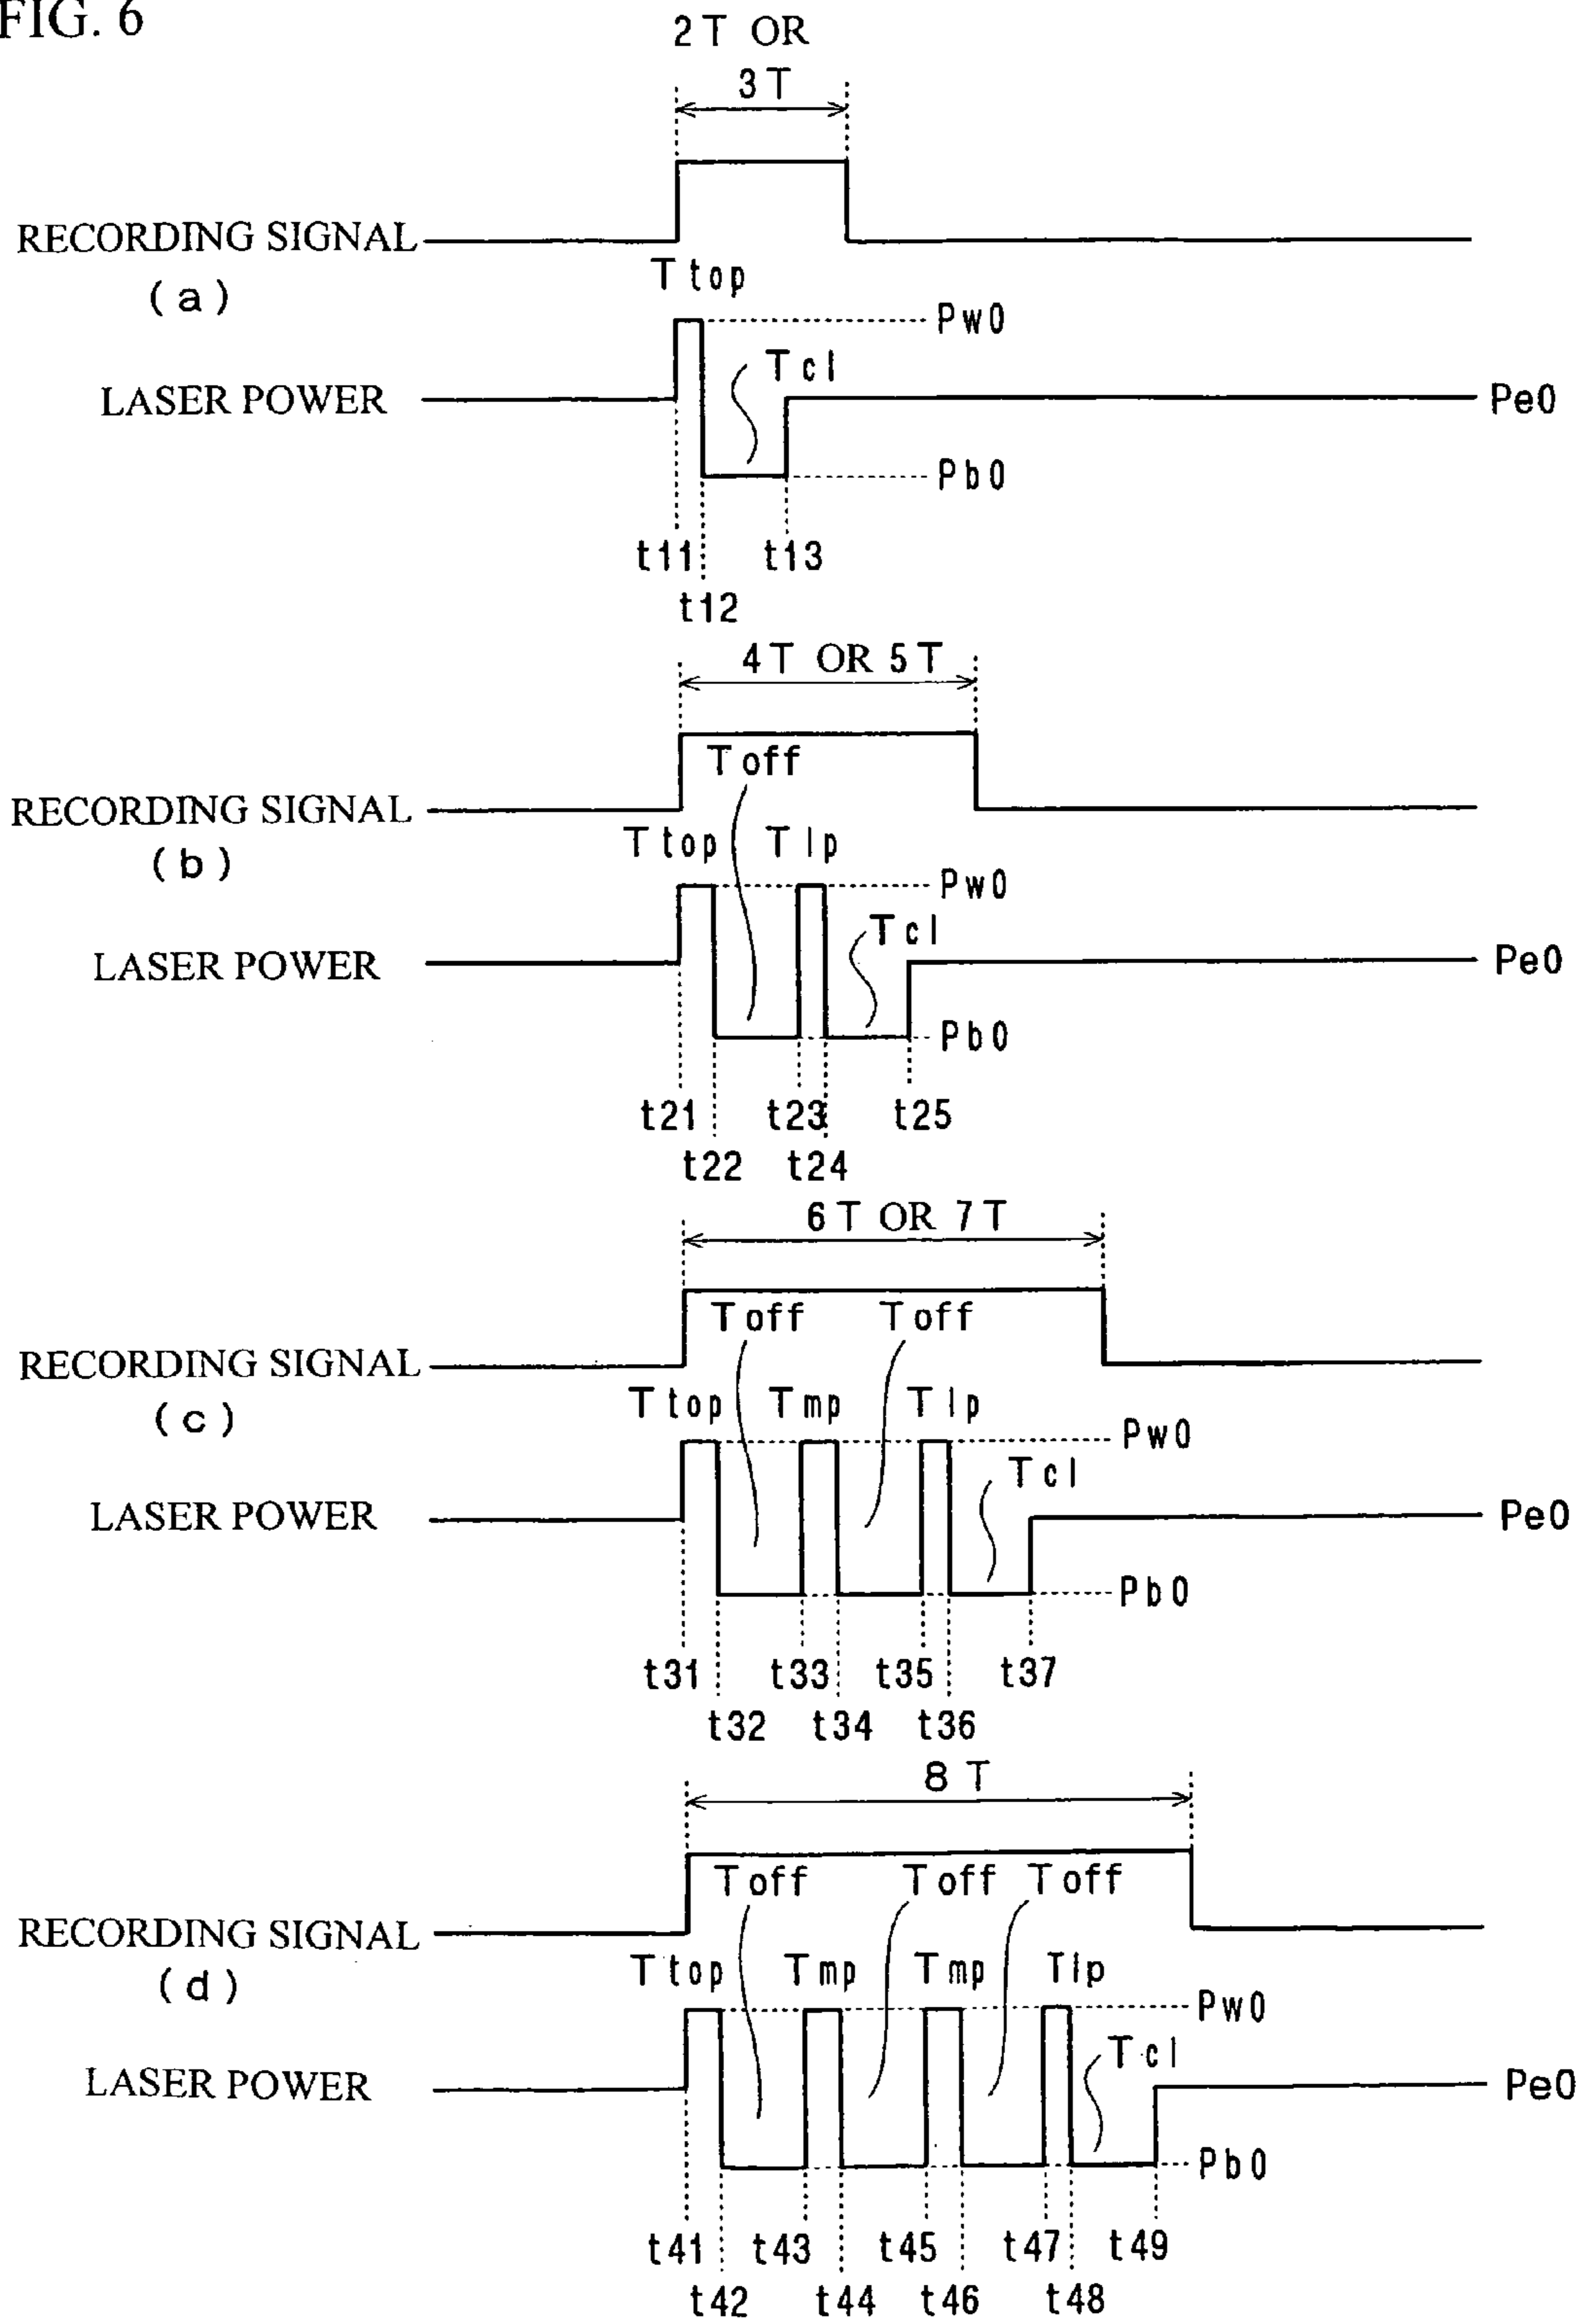 FIG. 6
2T OR
3T
RECORDING SIGNAL
(a)
Ttop
Pw0
Tcl
LASER POWER
Pe0
Pb0
t11
t13
t12
4T OR 5T
Toff
RECORDING SIGNAL
(b)
Ttop
Tlp
Pw0
Tcl
LASER POWER
Pe0
Pb0
t21
t23
t25
t22
t24
6T OR 7T
Toff
Toff
RECORDING SIGNAL
(c)
Ttop
Tmp
Tlp
Pw0
Tcl
LASER POWER
Pe0
Pb0
t31
t33
t35
t37
t32
t34
t36
8T
Toff
Toff
Toff
RECORDING SIGNAL
(d)
Ttop
Tmp
Tmp
Tlp
Pw0
Tcl
LASER POWER
Pe0
Pb0
t41
t43
t45
t47
t49
t42
t44
t46
t48